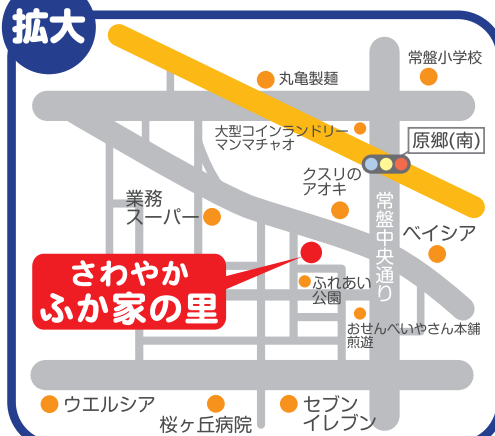 拡大
常盤小学校
丸亀製麺
大型コインランドリー
マンマチャオ
原郷(南)
クスリの
アオキ
業務
スーパー
常盤中央通り
ベイシア
さわやか
ふか家の里
ふれあい
公園
おせんべいやさん本舗
煎遊
ウエルシア
桜ヶ丘病院
セブン
イレブン